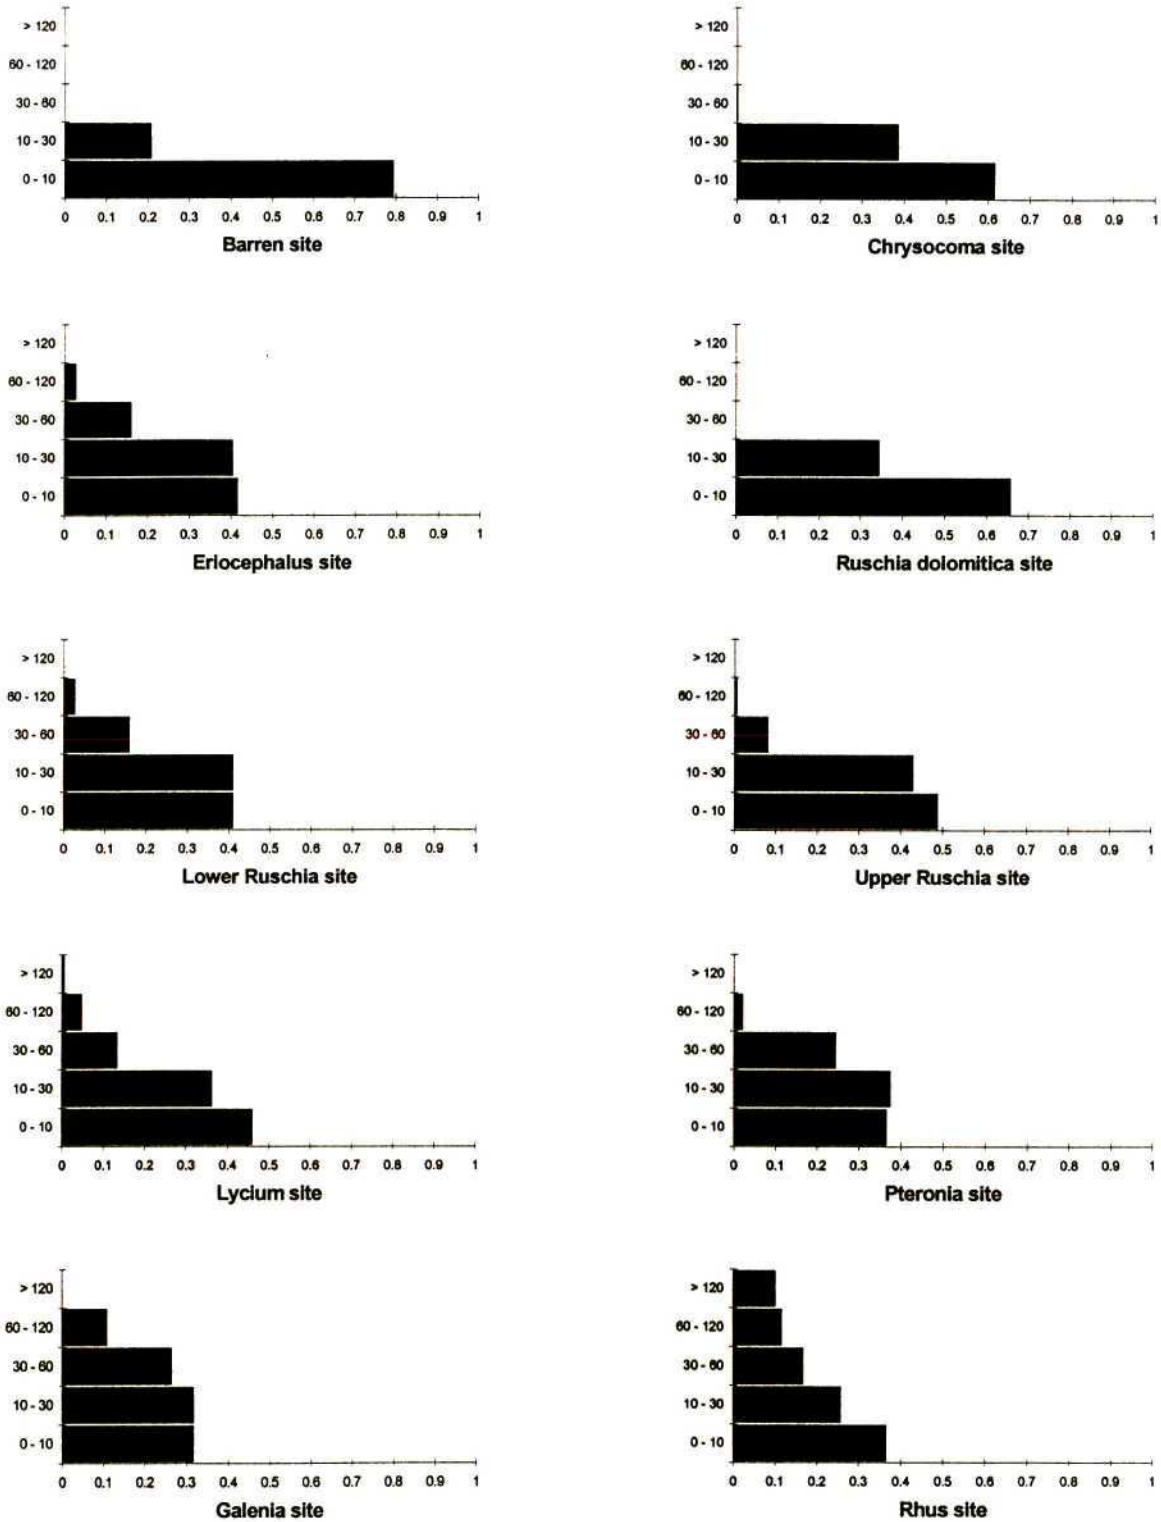 > 120
60 - 120
30 - 60
10 - 30
0 - 10
0 0.1 0.2 0.3 0.4 0.5 0.6 0.7 0.8 0.9 1
Barren site
> 120
60 - 120
30 - 60
10 - 30
0 - 10
0 0.1 0.2 0.3 0.4 0.5 0.6 0.7 0.8 0.9 1
Chrysocoma site
> 120
60 - 120
30 - 60
10 - 30
0 - 10
0 0.1 0.2 0.3 0.4 0.5 0.6 0.7 0.8 0.9 1
Eriocephalus site
> 120
60 - 120
30 - 60
10 - 30
0 - 10
0 0.1 0.2 0.3 0.4 0.5 0.6 0.7 0.8 0.9 1
Ruschia dolomitica site
> 120
60 - 120
30 - 60
10 - 30
0 - 10
0 0.1 0.2 0.3 0.4 0.5 0.6 0.7 0.8 0.9 1
Lower Ruschia site
> 120
60 - 120
30 - 60
10 - 30
0 - 10
0 0.1 0.2 0.3 0.4 0.5 0.6 0.7 0.8 0.9 1
Upper Ruschia site
> 120
60 - 120
30 - 60
10 - 30
0 - 10
0 0.1 0.2 0.3 0.4 0.5 0.6 0.7 0.8 0.9 1
Lycium site
> 120
60 - 120
30 - 60
10 - 30
0 - 10
0 0.1 0.2 0.3 0.4 0.5 0.6 0.7 0.8 0.9 1
Pteronia site
> 120
60 - 120
30 - 60
10 - 30
0 - 10
0 0.1 0.2 0.3 0.4 0.5 0.6 0.7 0.8 0.9 1
Galenia site
> 120
60 - 120
30 - 60
10 - 30
0 - 10
0 0.1 0.2 0.3 0.4 0.5 0.6 0.7 0.8 0.9 1
Rhus site